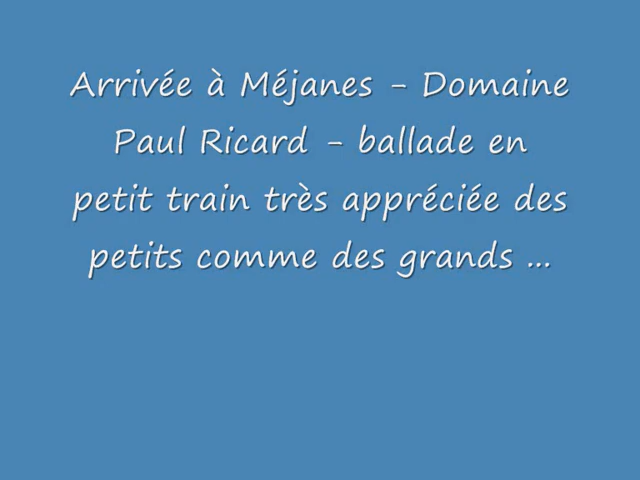 Arrivée à Méjanes - Domaine
Paul Ricard - ballade en
petit train très appréciée des
petits comme des grands ...